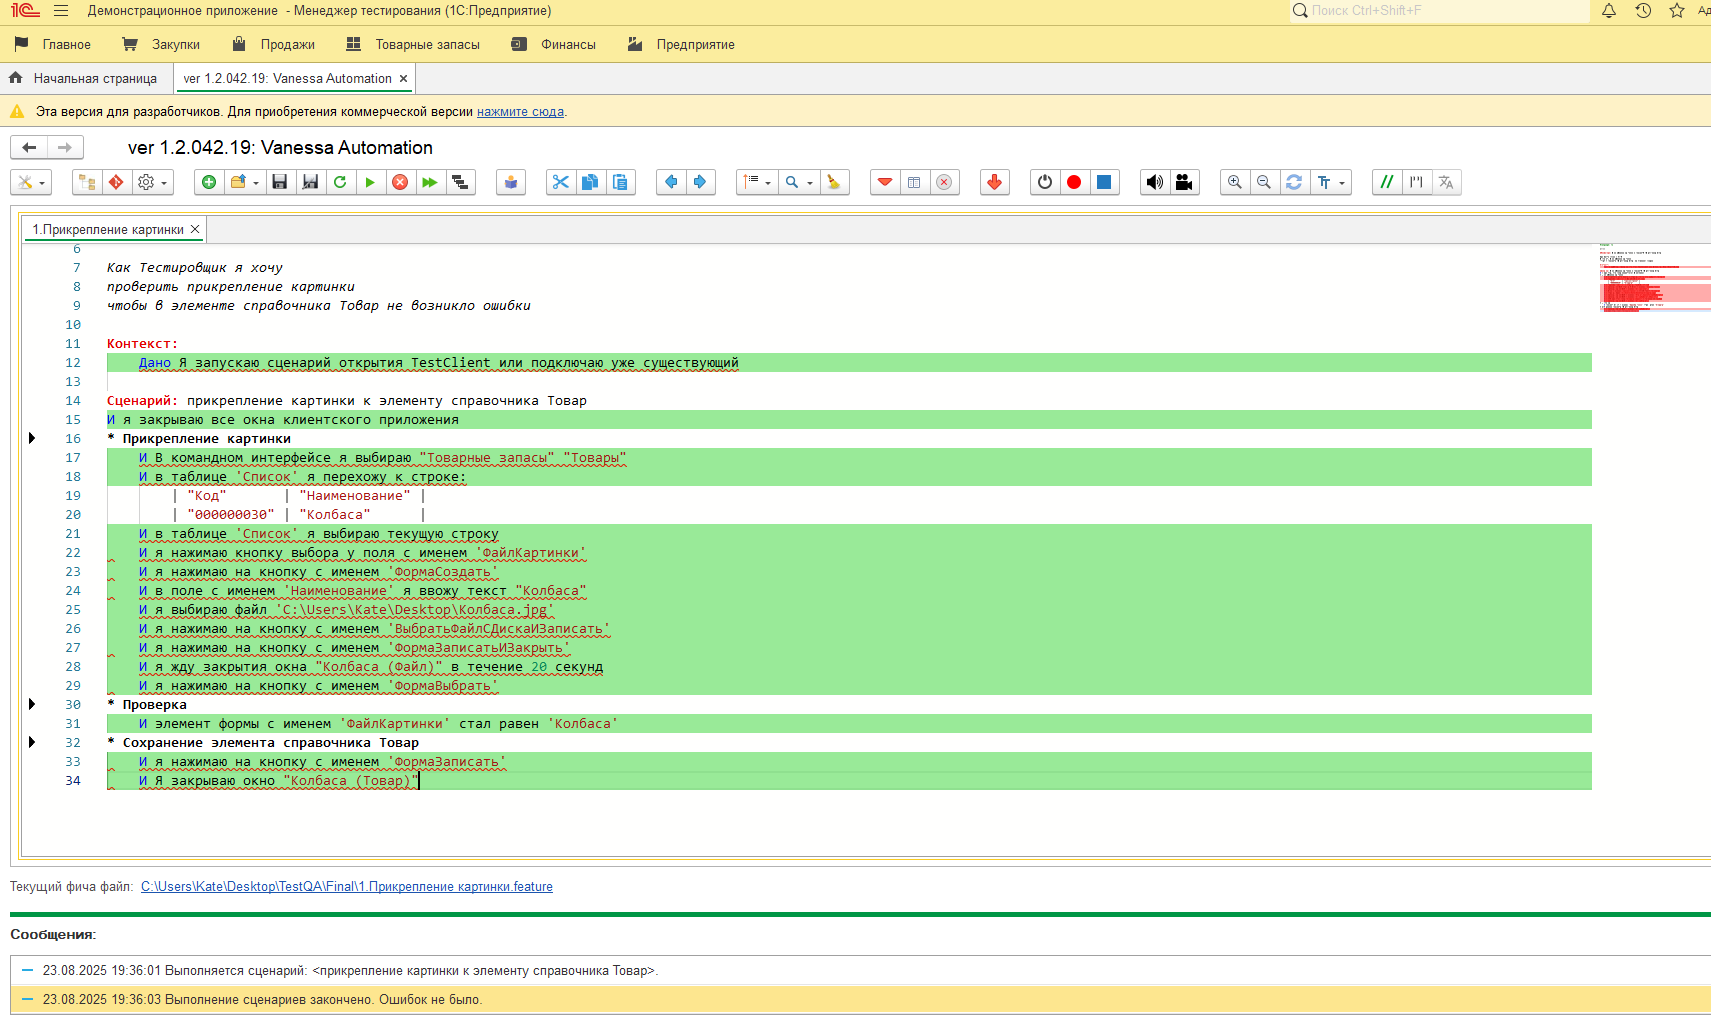 1С Демонстрационное приложение - Менеджер тестирования (1С:Предприятие) Поиск Ctrl+Shift+F
Главное Закупки Продажи Товарные запасы Финансы Предприятие
Начальная страница ver 1.2.042.19: Vanessa Automation ×
Эта версия для разработчиков. Для приобретения коммерческой версии нажмите сюда.
ver 1.2.042.19: Vanessa Automation
1.Прикрепление картинки ×
6
7 Как Тестировщик я хочу
8 проверить прикрепление картинки
9 чтобы в элементе справочника Товар не возникло ошибки
10
11 Контекст:
12 Дано Я запускаю сценарий открытия TestClient или подключаю уже существующий
13
14 Сценарий: прикрепление картинки к элементу справочника Товар
15 И я закрываю все окна клиентского приложения
16 * Прикрепление картинки
17 И В командном интерфейсе я выбираю "Товарные запасы" "Товары"
18 И в таблице 'Список' я перехожу к строке:
19 | "Код" | "Наименование" |
20 | "000000030" | "Колбаса" |
21 И в таблице 'Список' я выбираю текущую строку
22 И я нажимаю кнопку выбора у поля с именем 'ФайлКартинки'
23 И я нажимаю на кнопку с именем 'ФормаСоздать'
24 И в поле с именем 'Наименование' я ввожу текст "Колбаса"
25 И я выбираю файл 'C:\Users\Kate\Desktop\Колбаса.jpg'
26 И я нажимаю на кнопку с именем 'ВыбратьФайлСДискаИЗаписать'
27 И я нажимаю на кнопку с именем 'ФормаЗаписатьИЗакрыть'
28 И я жду закрытия окна "Колбаса (Файл)" в течение 20 секунд
29 И я нажимаю на кнопку с именем 'ФормаВыбрать'
30 * Проверка
31 И элемент формы с именем 'ФайлКартинки' стал равен 'Колбаса'
32 * Сохранение элемента справочника Товар
33 И я нажимаю на кнопку с именем 'ФормаЗаписать'
34 И Я закрываю окно "Колбаса (Товар)"
Текущий фича файл: C:\Users\Kate\Desktop\TestQA\Final\1.Прикрепление картинки.feature
Сообщения:
23.08.2025 19:36:01 Выполняется сценарий: <прикрепление картинки к элементу справочника Товар>.
23.08.2025 19:36:03 Выполнение сценариев закончено. Ошибок не было.